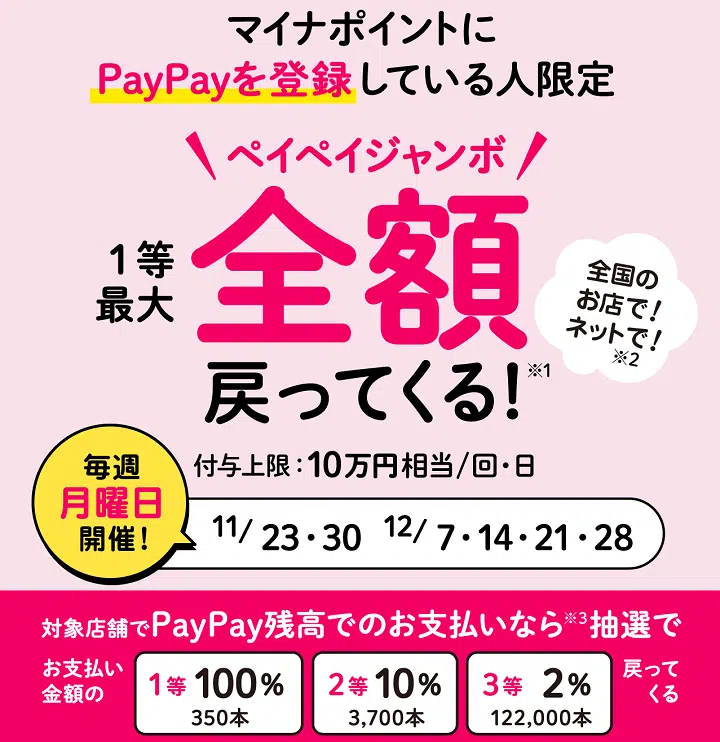 マイナポイントに
PayPayを登録している人限定
ペイペイジャンボ
1等
最大
全額
戻ってくる!※1
全国の
お店で!
ネットで!
※2
付与上限:10万円相当/回・日
毎週
月曜日
開催!
11/ 23・30 12/ 7・14・21・28
対象店舗でPayPay残高でのお支払いなら※3抽選で
お支払い
金額の
1等 100%
350本
2等 10%
3,700本
3等 2%
122,000本
戻って
くる